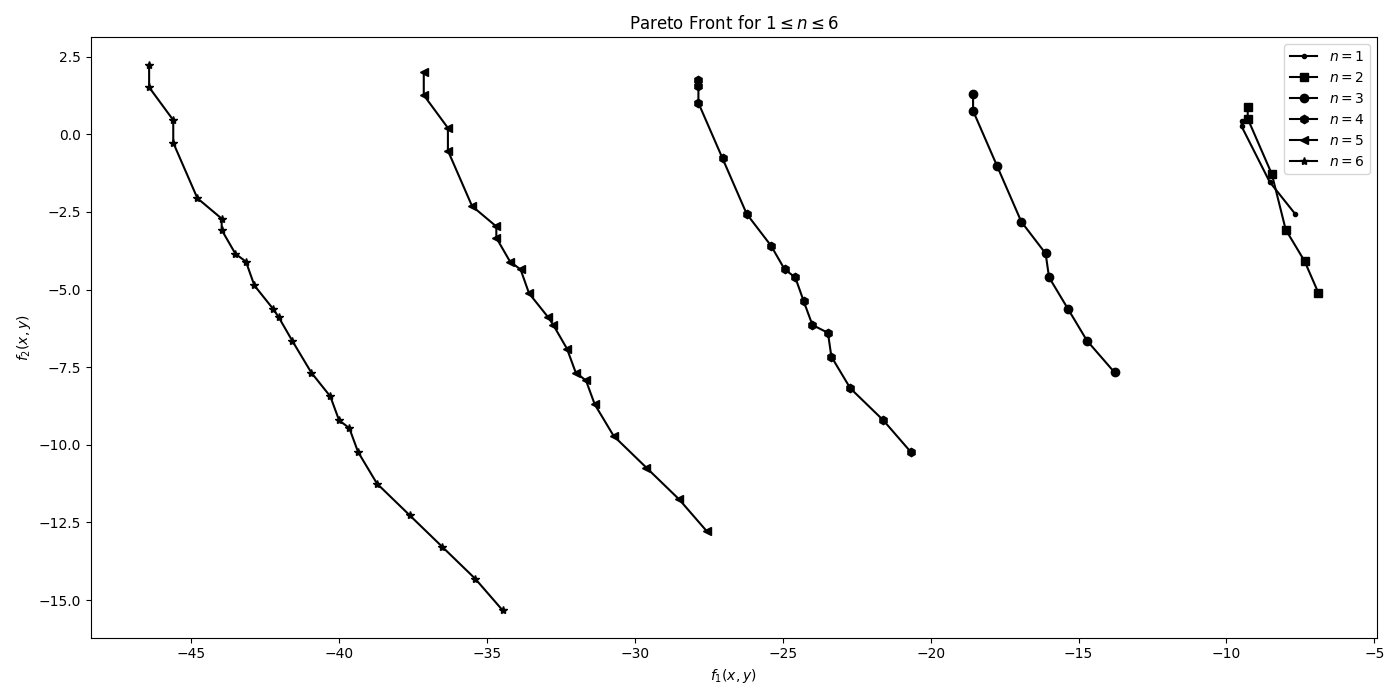 Pareto Front for 1 ≤ n ≤ 6
n = 1
n = 2
n = 3
n = 4
n = 5
n = 6
2.5
0.0
−2.5
−5.0
−7.5
−10.0
−12.5
−15.0
f₂(x, y)
−45 −40 −35 −30 −25 −20 −15 −10 −5
f₁(x, y)